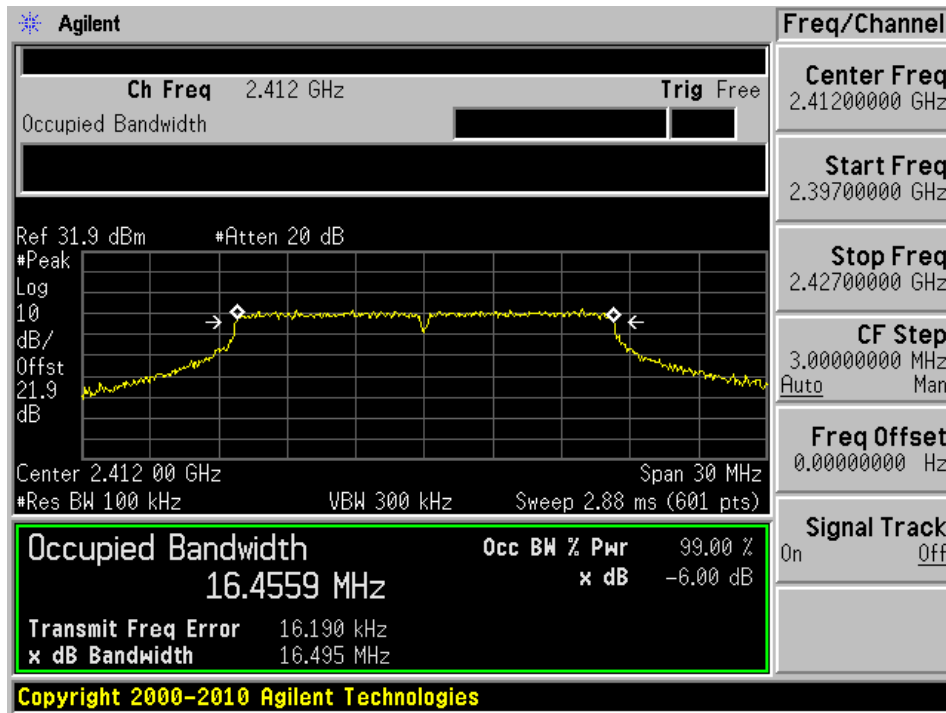 Agilent
Freq/Channel
Ch Freq 2.412 GHz Trig Free
Occupied Bandwidth
Center Freq
2.41200000 GHz
Start Freq
2.39700000 GHz
Stop Freq
2.42700000 GHz
CF Step
3.00000000 MHz
Auto Man
Freq Offset
0.00000000 Hz
Signal Track
On Off
Ref 31.9 dBm #Atten 20 dB
#Peak
Log
10
dB/
Offst
21.9
dB
Center 2.412 00 GHz Span 30 MHz
#Res BW 100 kHz VBW 300 kHz Sweep 2.88 ms (601 pts)
Occupied Bandwidth Occ BW % Pwr 99.00 %
16.4559 MHz x dB -6.00 dB
Transmit Freq Error 16.190 kHz
x dB Bandwidth 16.495 MHz
Copyright 2000-2010 Agilent Technologies